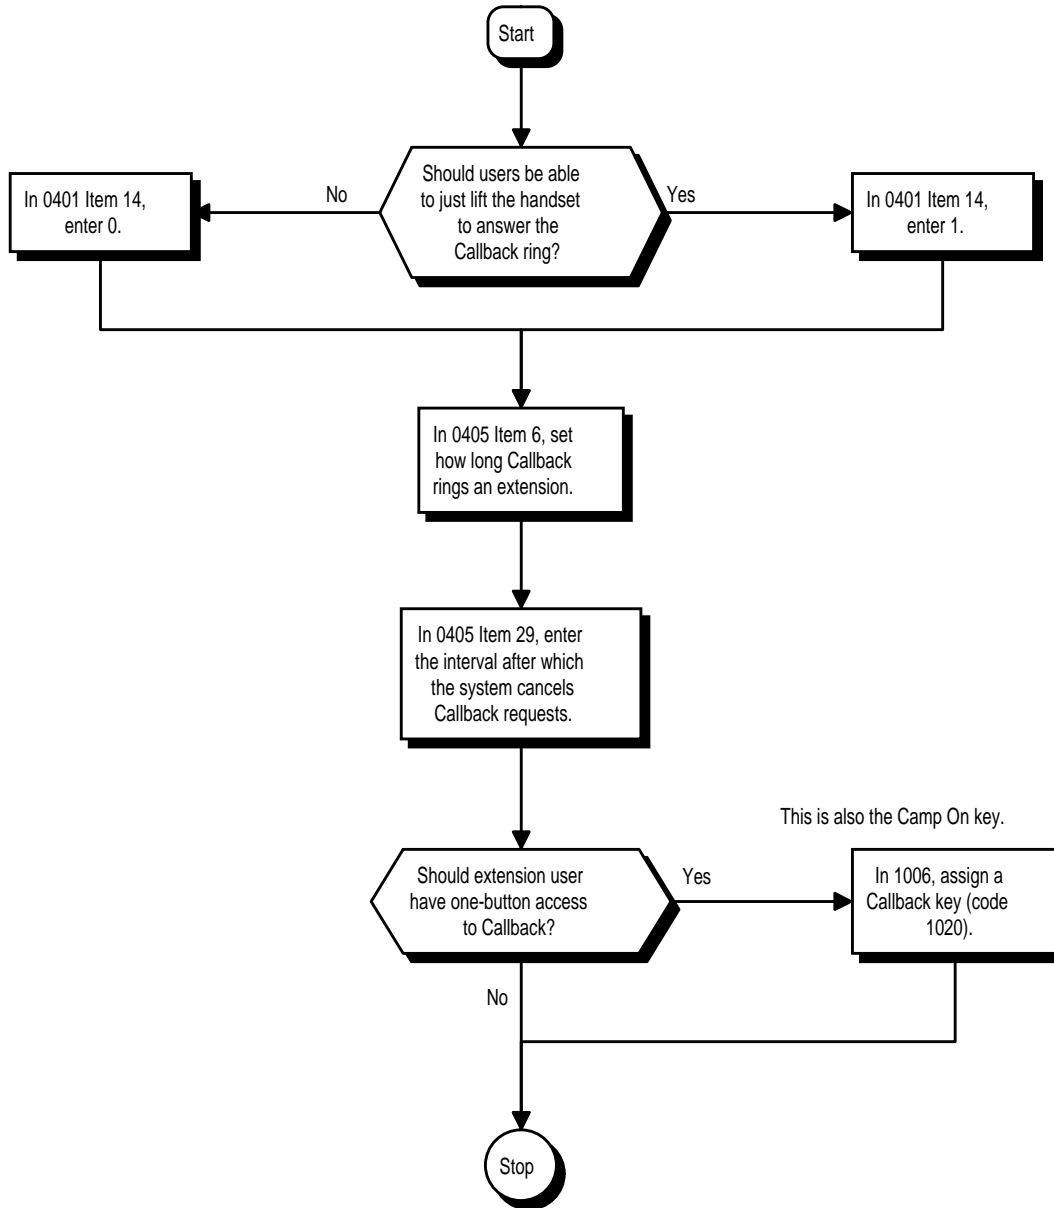 Start
Should users be able
to just lift the handset
to answer the
Callback ring?
No
Yes
In 0401 Item 14,
enter 0.
In 0401 Item 14,
enter 1.
In 0405 Item 6, set
how long Callback
rings an extension.
In 0405 Item 29, enter
the interval after which
the system cancels
Callback requests.
This is also the Camp On key.
Should extension user
have one-button access
to Callback?
Yes
In 1006, assign a
Callback key (code
1020).
No
Stop